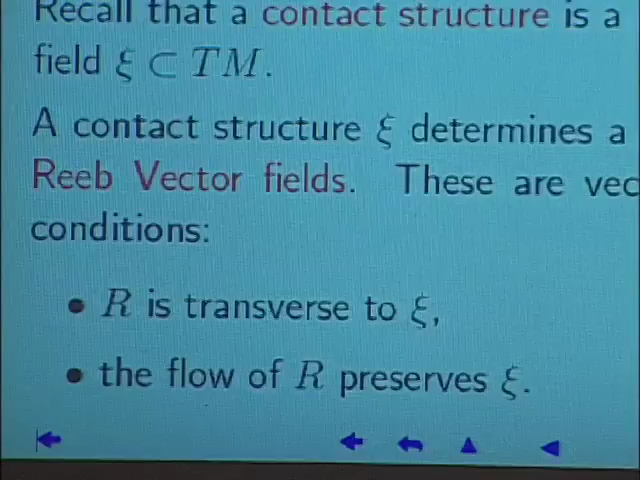 Recall that a contact structure is a
field ξ ⊂ TM.
A contact structure ξ determines a
Reeb Vector fields. These are vec
conditions:
• R is transverse to ξ,
• the flow of R preserves ξ.